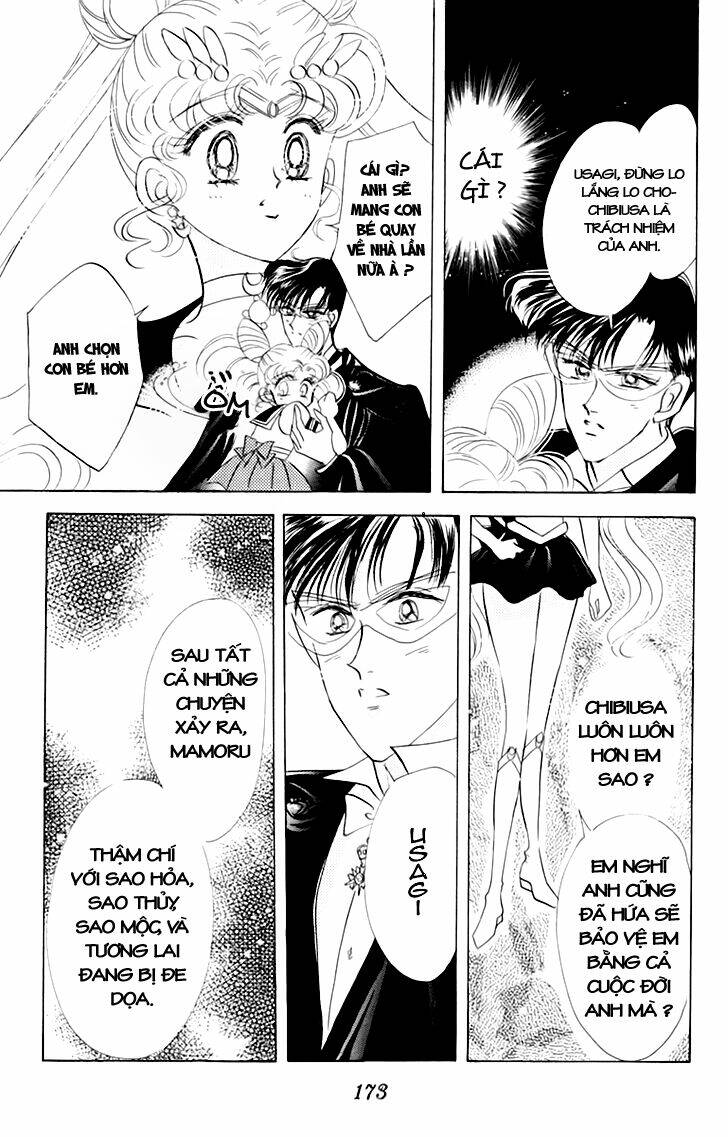 USAGI, ĐỪNG LO
LẮNG LO CHO-
CHIBIUSA LÀ
TRÁCH NHIỆM
CỦA ANH.
CÁI
GÌ ?
CÁI GÌ?
ANH SẼ
MANG CON
BÉ QUAY
VỀ NHÀ LẦN
NỮA À ?
ANH CHỌN
CON BÉ HƠN
EM.
ÔM
CHIBIUSA
LUÔN LUÔN
HƠN EM
SAO ?
EM NGHĨ
ANH CŨNG
ĐÃ HỨA SẼ
BẢO VỆ EM
BẰNG CẢ
CUỘC ĐỜI
ANH MÀ ?
USAGI
SAU TẤT
CẢ NHỮNG
CHUYỆN
XẢY RA,
MAMORU
THẬM CHÍ
VỚI SAO HỎA,
SAO THỦY,
SAO MỘC, VÀ
TƯƠNG LAI
ĐANG BỊ ĐE
DỌA.
173